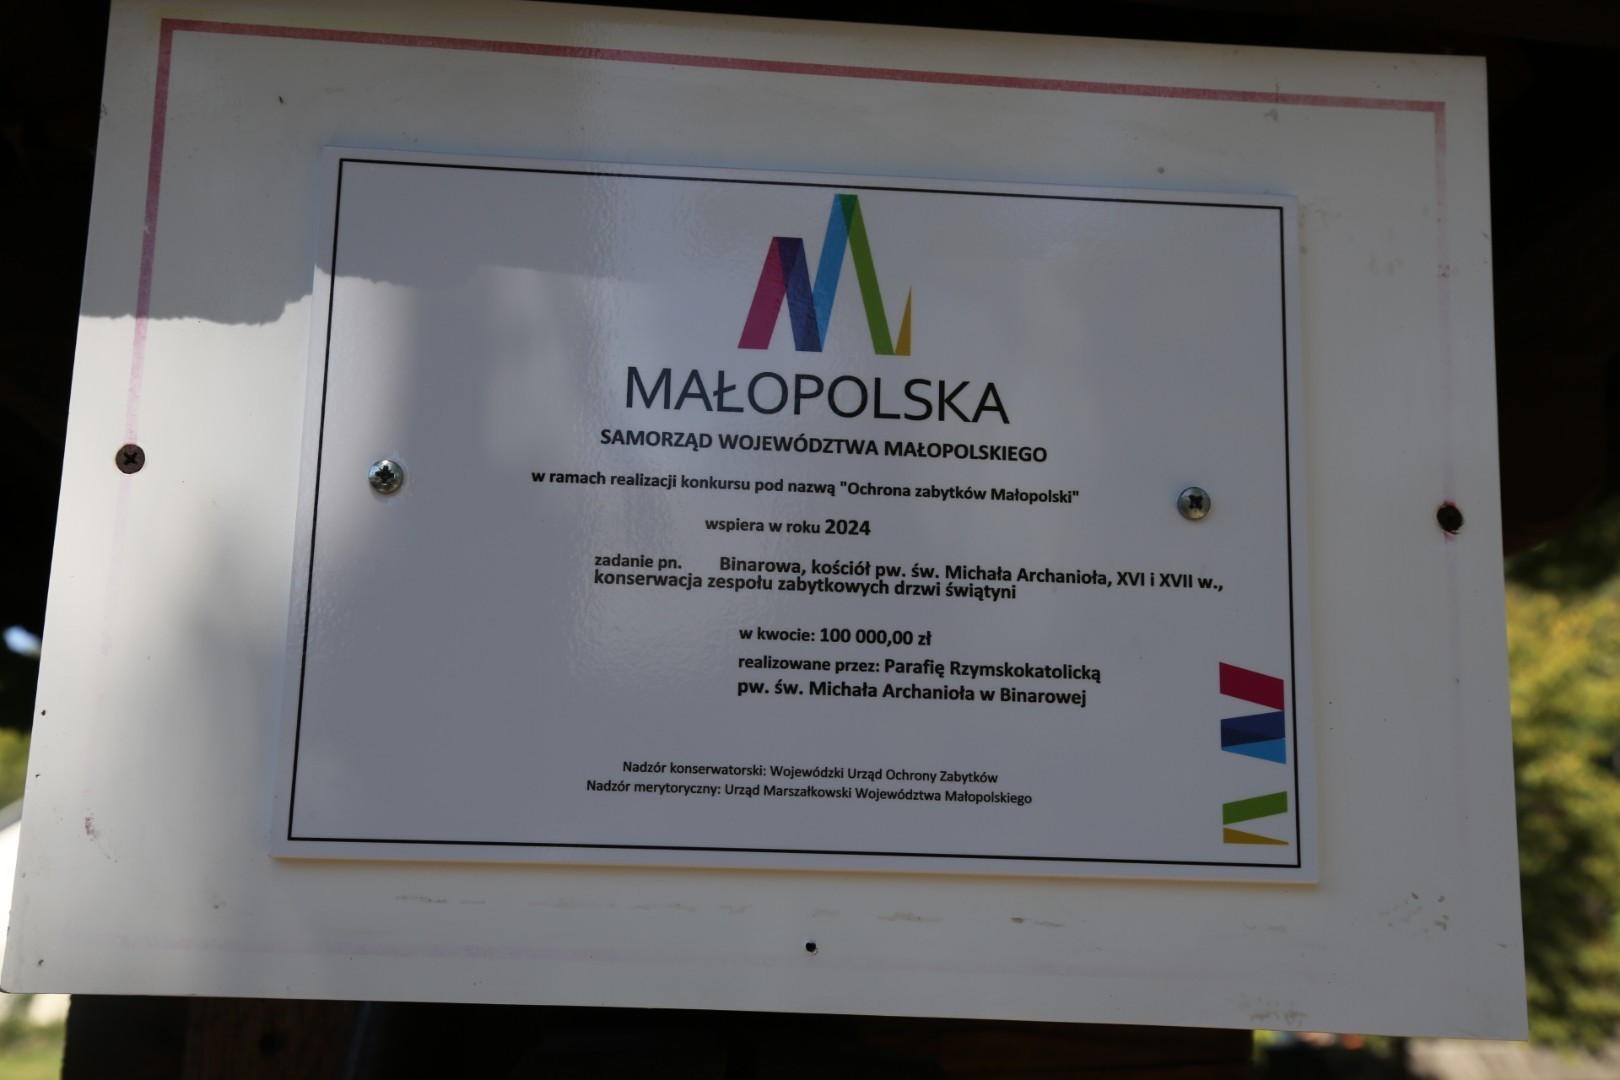 MAŁOPOLSKA
SAMORZĄD WOJEWÓDZTWA MAŁOPOLSKIEGO
w ramach realizacji konkursu pod nazwą "Ochrona zabytków Małopolski"
wspiera w roku 2024
zadanie pn. Binarowa, kościół pw. św. Michała Archanioła, XVI i XVII w.,
konserwacja zespołu zabytkowych drzwi świątyni
w kwocie: 100 000,00 zł
realizowane przez: Parafię Rzymskokatolicką
pw. św. Michała Archanioła w Binarowej
Nadzór konserwatorski: Wojewódzki Urząd Ochrony Zabytków
Nadzór merytoryczny: Urząd Marszałkowski Województwa Małopolskiego